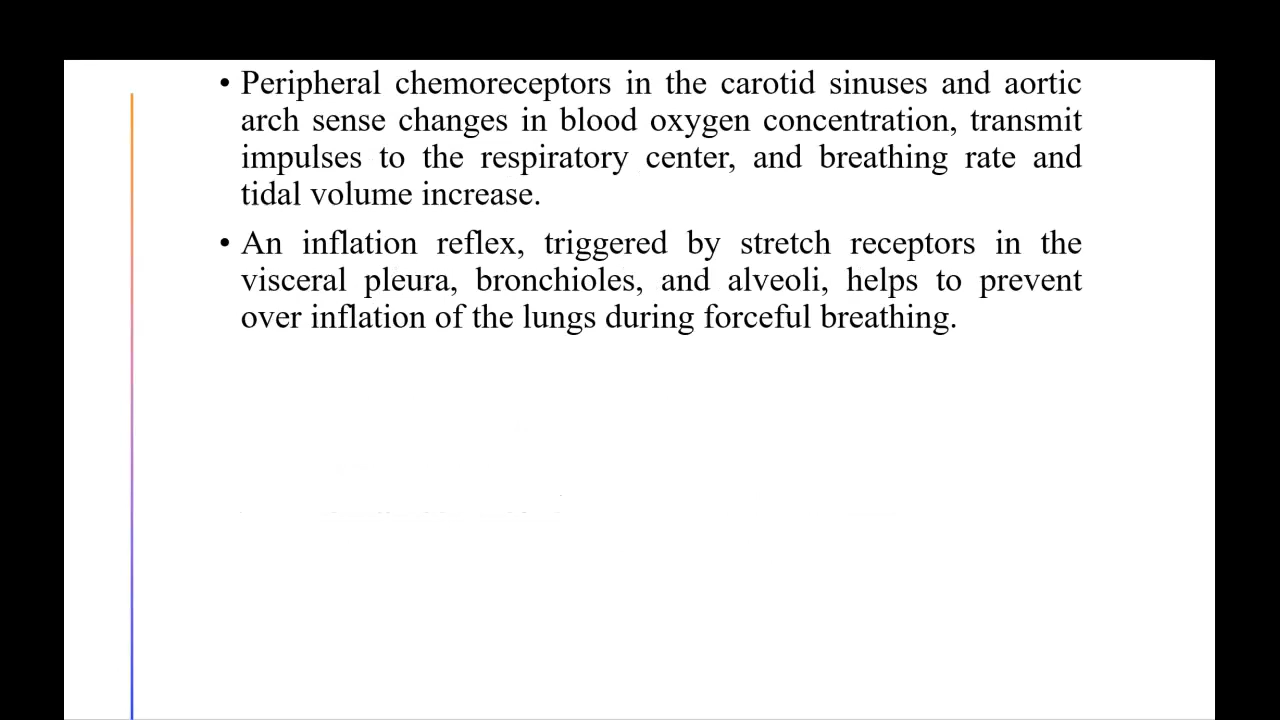 • Peripheral chemoreceptors in the carotid sinuses and aortic
arch sense changes in blood oxygen concentration, transmit
impulses to the respiratory center, and breathing rate and
tidal volume increase.
• An inflation reflex, triggered by stretch receptors in the
visceral pleura, bronchioles, and alveoli, helps to prevent
over inflation of the lungs during forceful breathing.